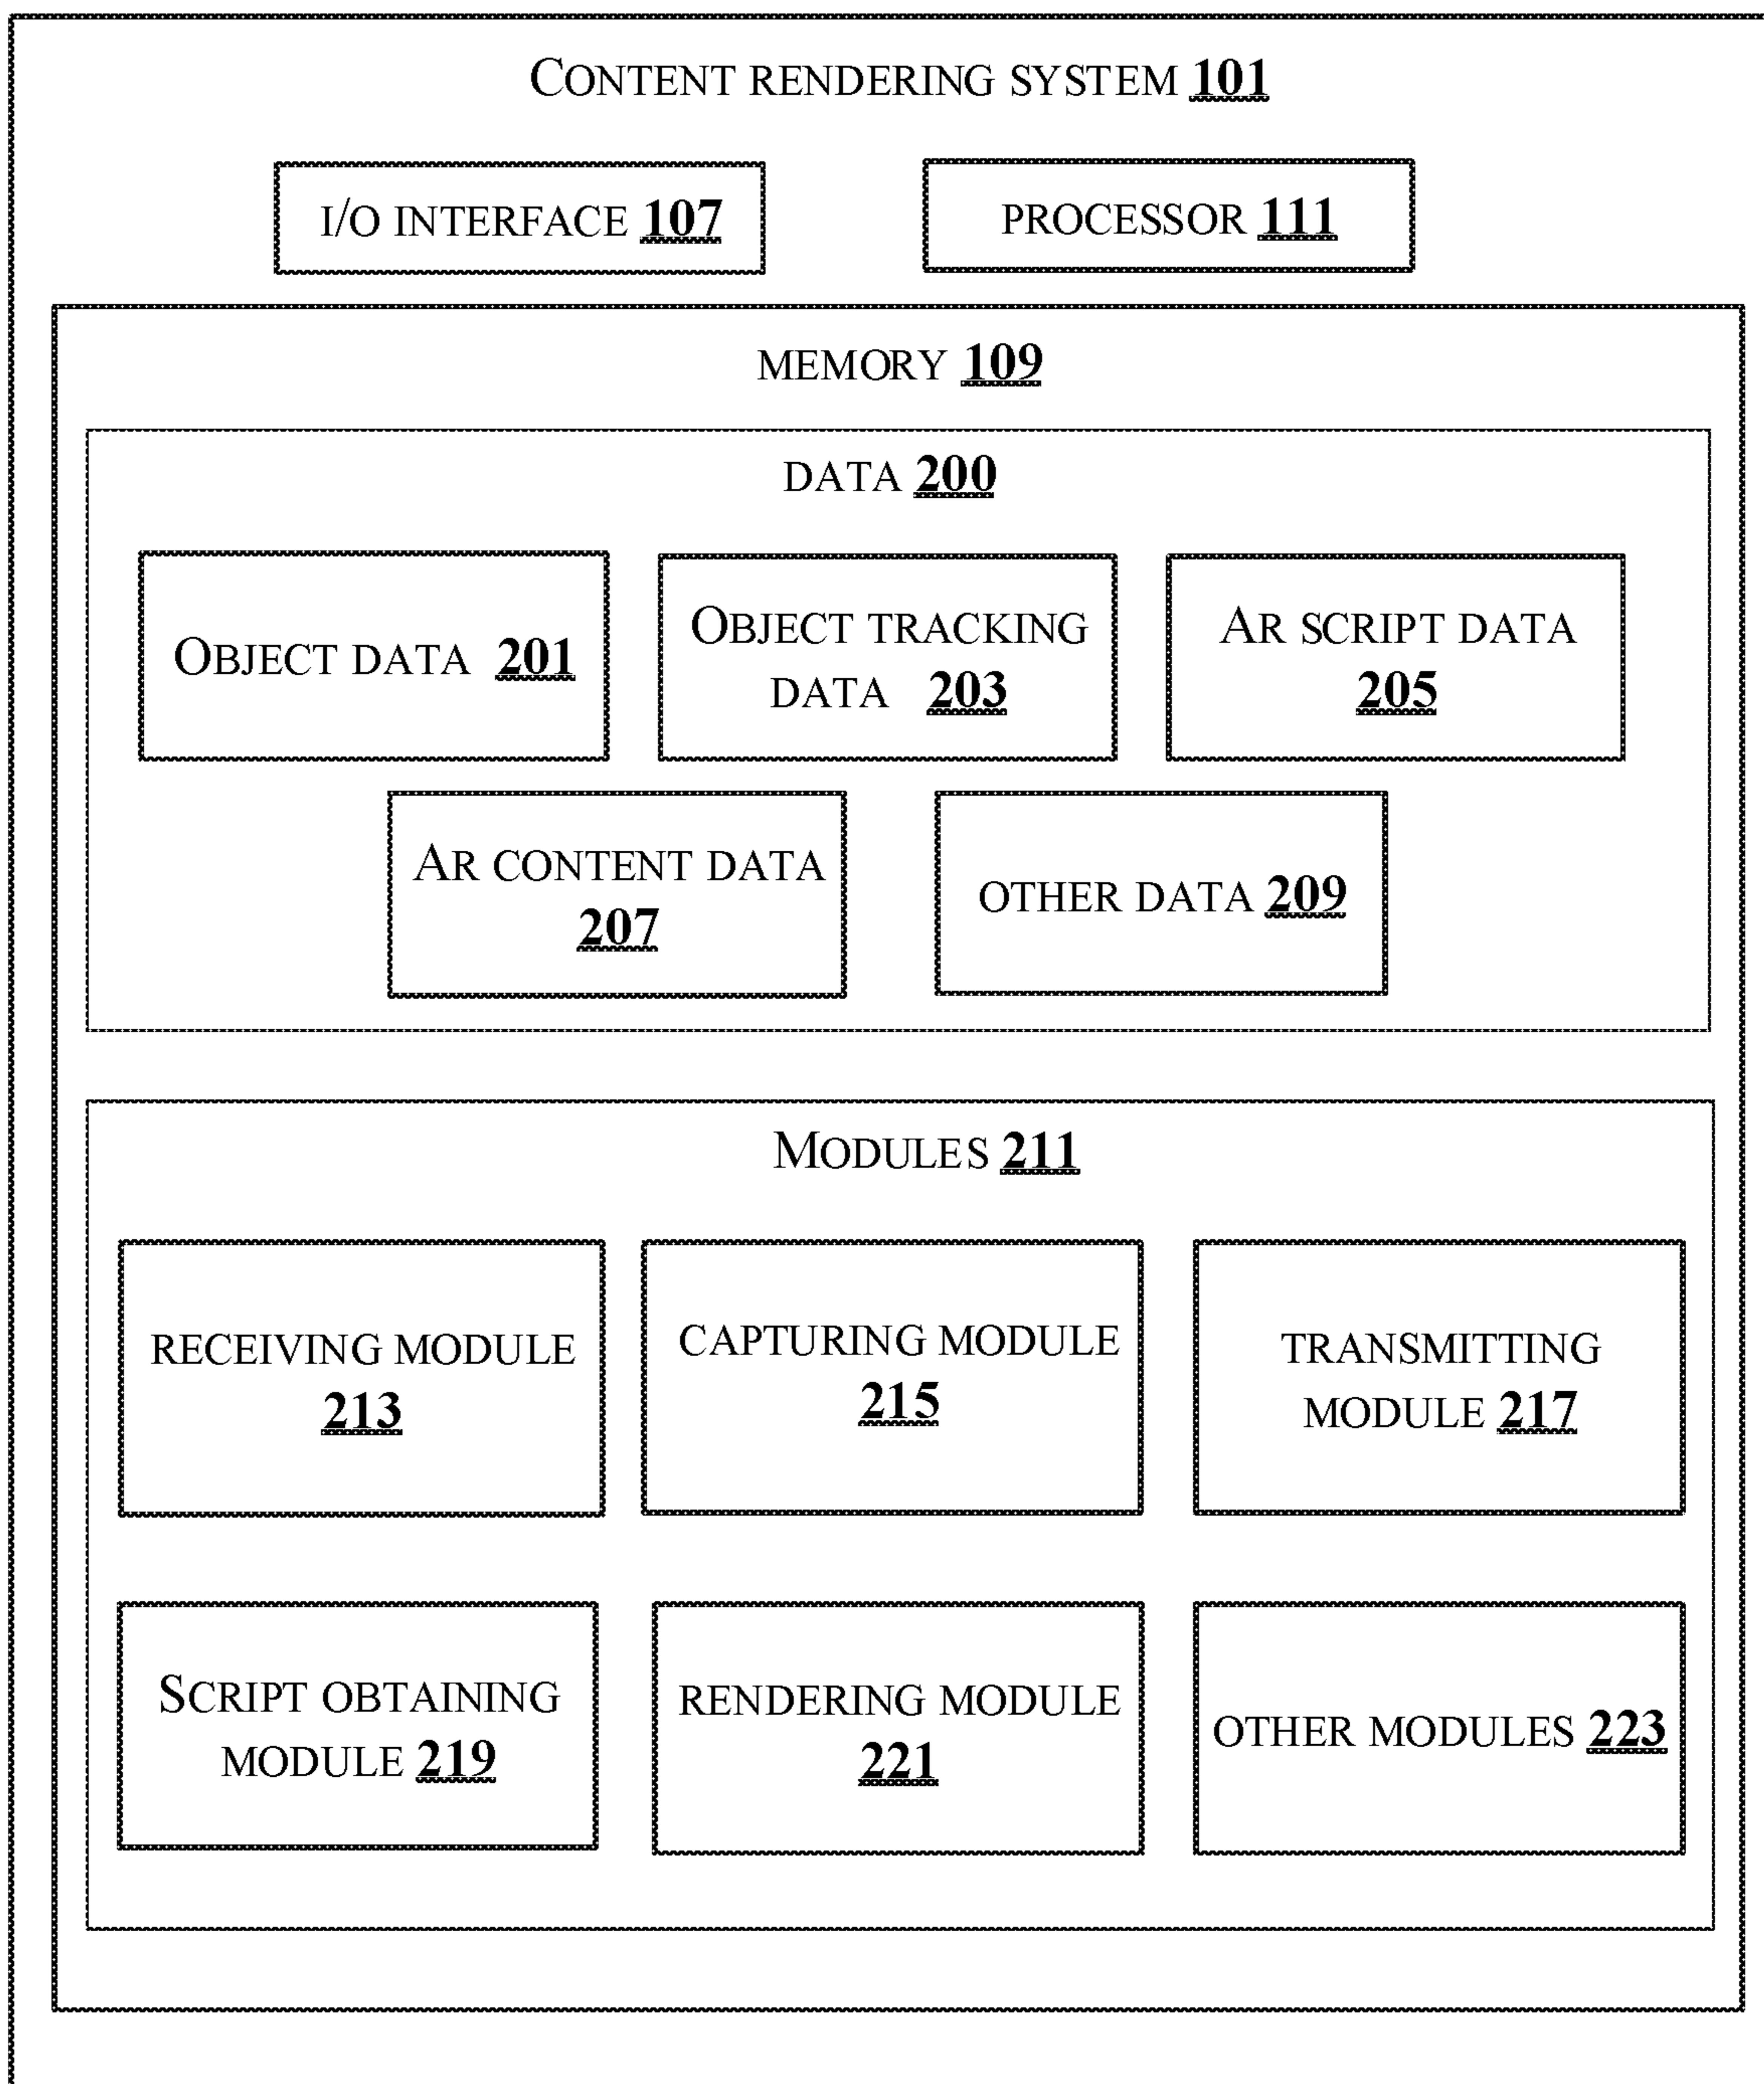 CONTENT RENDERING SYSTEM 101
I/O INTERFACE 107
PROCESSOR 111
MEMORY 109
DATA 200
OBJECT DATA 201
OBJECT TRACKING
DATA 203
AR SCRIPT DATA
205
AR CONTENT DATA
207
OTHER DATA 209
MODULES 211
RECEIVING MODULE
213
CAPTURING MODULE
215
TRANSMITTING
MODULE 217
SCRIPT OBTAINING
MODULE 219
RENDERING MODULE
221
OTHER MODULES 223